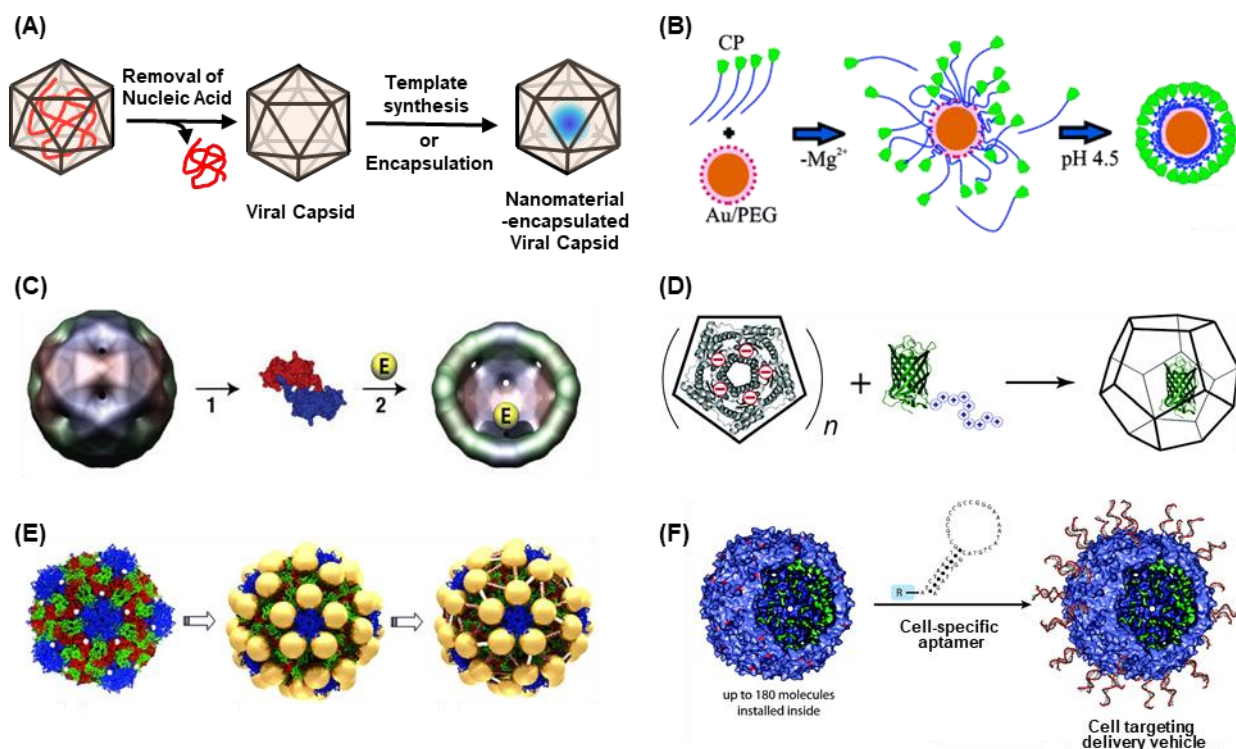 (A)
Removal of
Nucleic Acid
Viral Capsid
Template
synthesis
or
Encapsulation
Nanomaterial
-encapsulated
Viral Capsid
(B)
CP
+
Au/PEG
-Mg²⁺
pH 4.5
(C)
1
E
2
E
(D)
n
+
(E)
(F)
up to 180 molecules
installed inside
R
Cell-specific
aptamer
Cell targeting
delivery vehicle